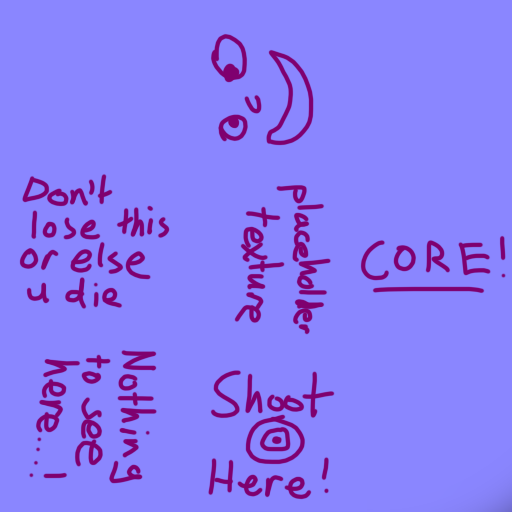 Don't
lose this
or else
u die
placeholder
texture
CORE!
Nothing
to see
here...!
Shoot
Here!